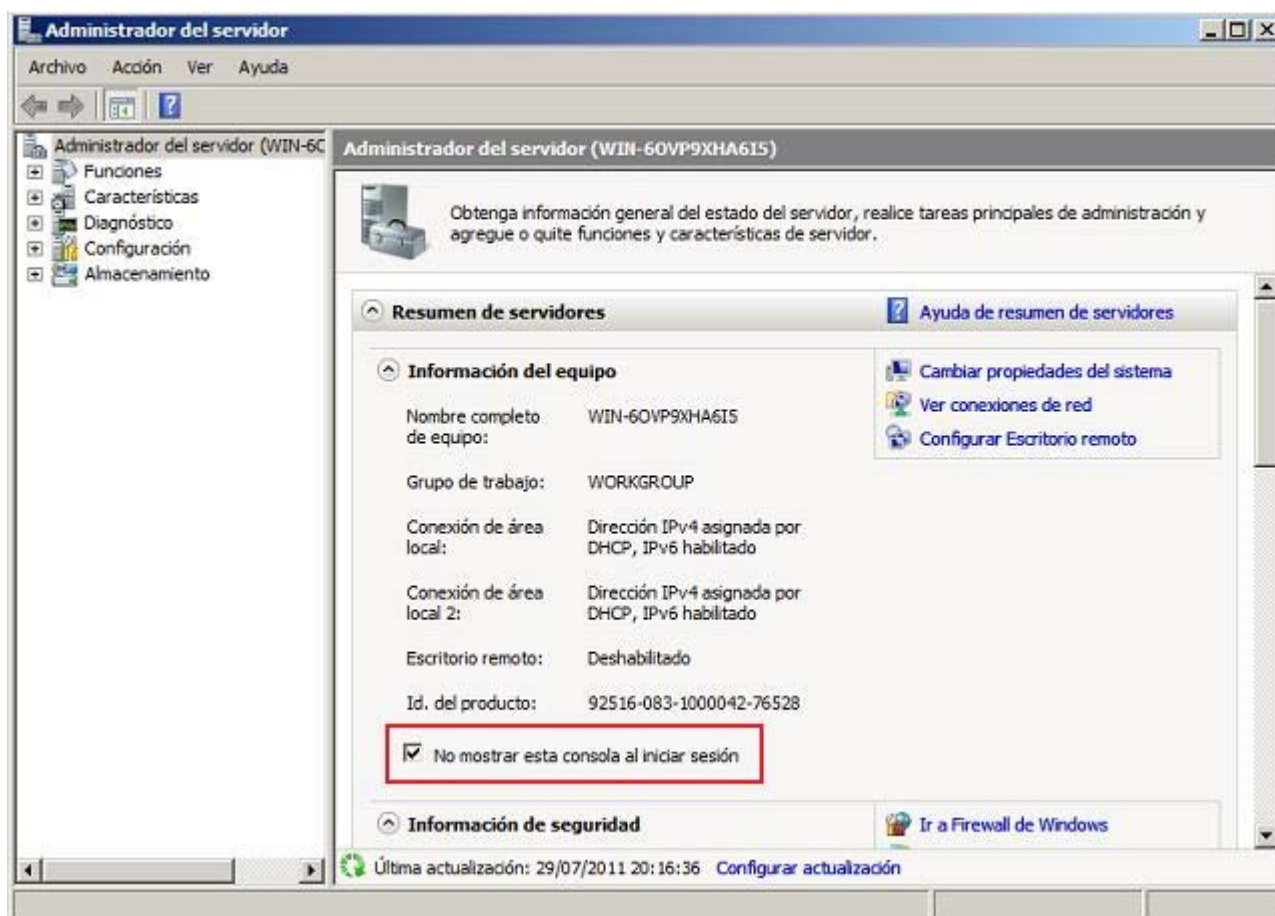 Administrador del servidor
Archivo Acción Ver Ayuda
Administrador del servidor (WIN-6C
Funciones
Características
Diagnóstico
Configuración
Almacenamiento
Administrador del servidor (WIN-6OVP9XHA6I5)
Obtenga información general del estado del servidor, realice tareas principales de administración y
agregue o quite funciones y características de servidor.
Resumen de servidores
Ayuda de resumen de servidores
Información del equipo
Cambiar propiedades del sistema
Ver conexiones de red
Configurar Escritorio remoto
Nombre completo
de equipo:
WIN-6OVP9XHA6I5
Grupo de trabajo:
WORKGROUP
Conexión de área
local:
Dirección IPv4 asignada por
DHCP, IPv6 habilitado
Conexión de área
local 2:
Dirección IPv4 asignada por
DHCP, IPv6 habilitado
Escritorio remoto:
Deshabilitado
Id. del producto:
92516-083-1000042-76528
No mostrar esta consola al iniciar sesión
Información de seguridad
Ir a Firewall de Windows
Última actualización: 29/07/2011 20:16:36 Configurar actualización